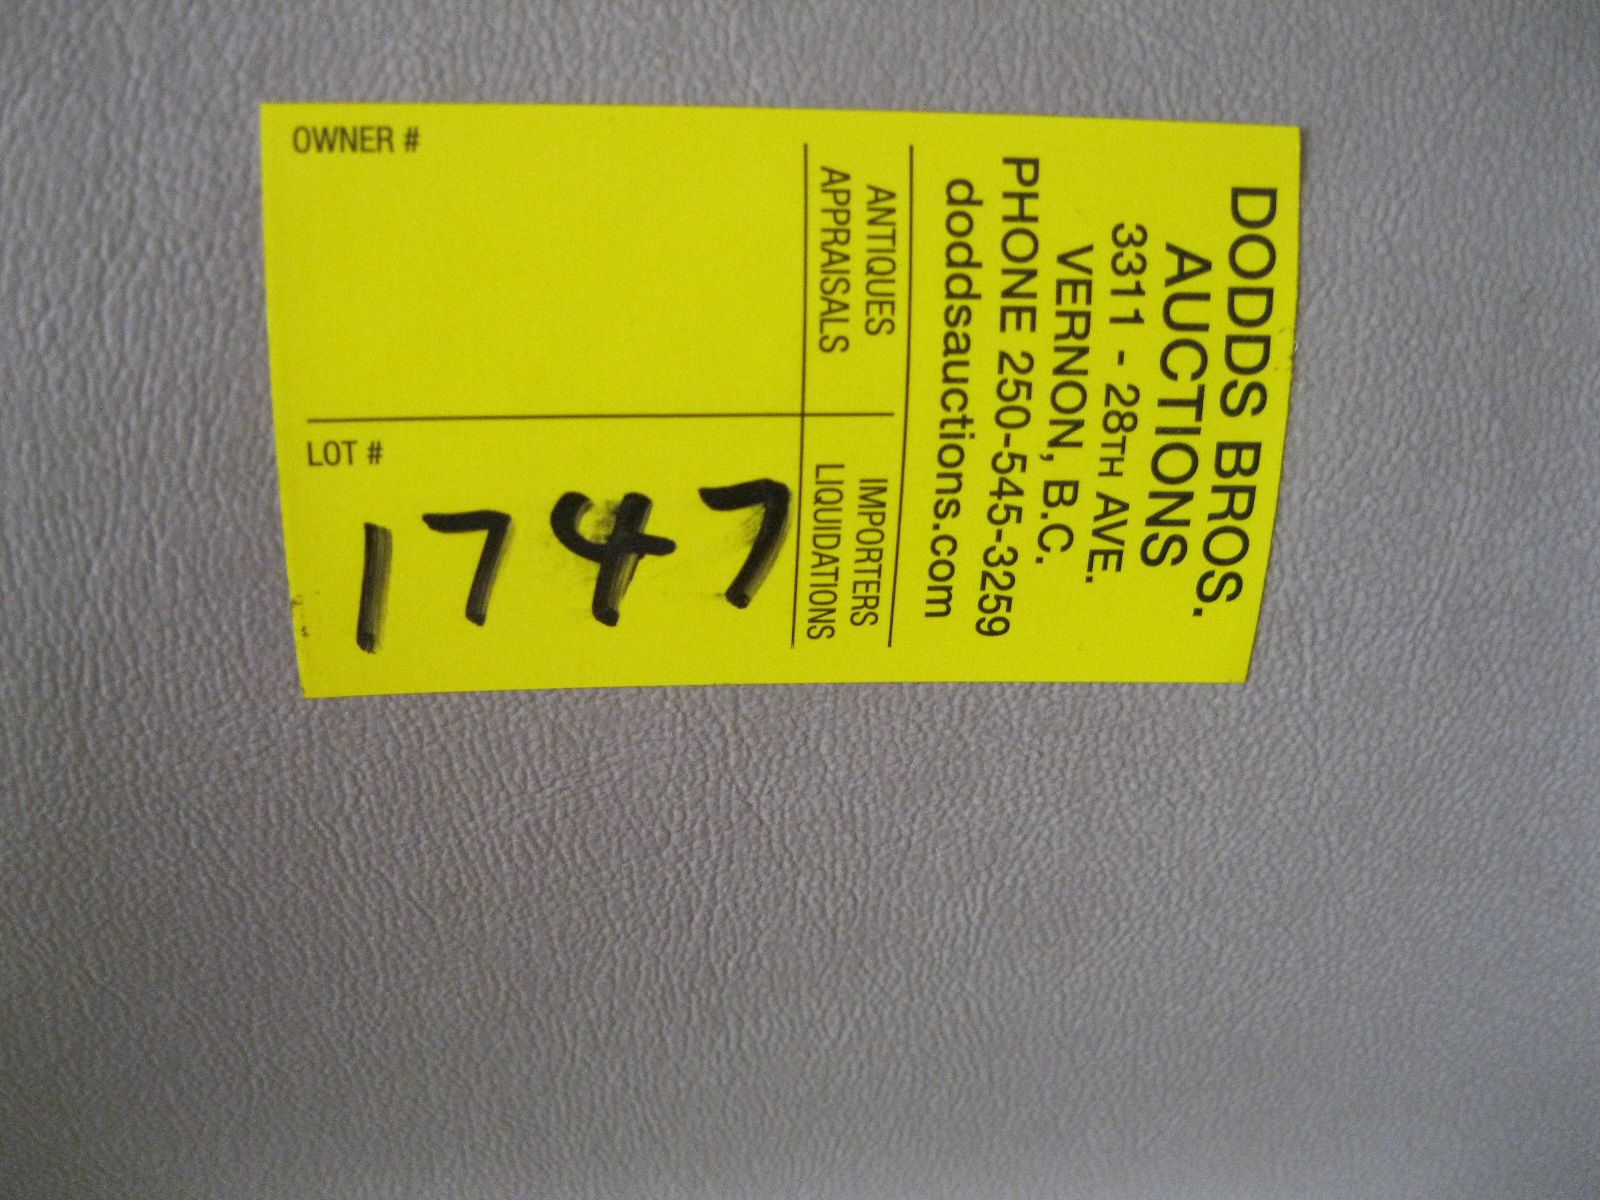 DODDS BROS.
AUCTIONS
3311 - 28TH AVE.
VERNON, B.C.
PHONE 250-545-3259
doddsauctions.com
ANTIQUES
APPRAISALS
IMPORTERS
LIQUIDATIONS
OWNER #
LOT #
1747